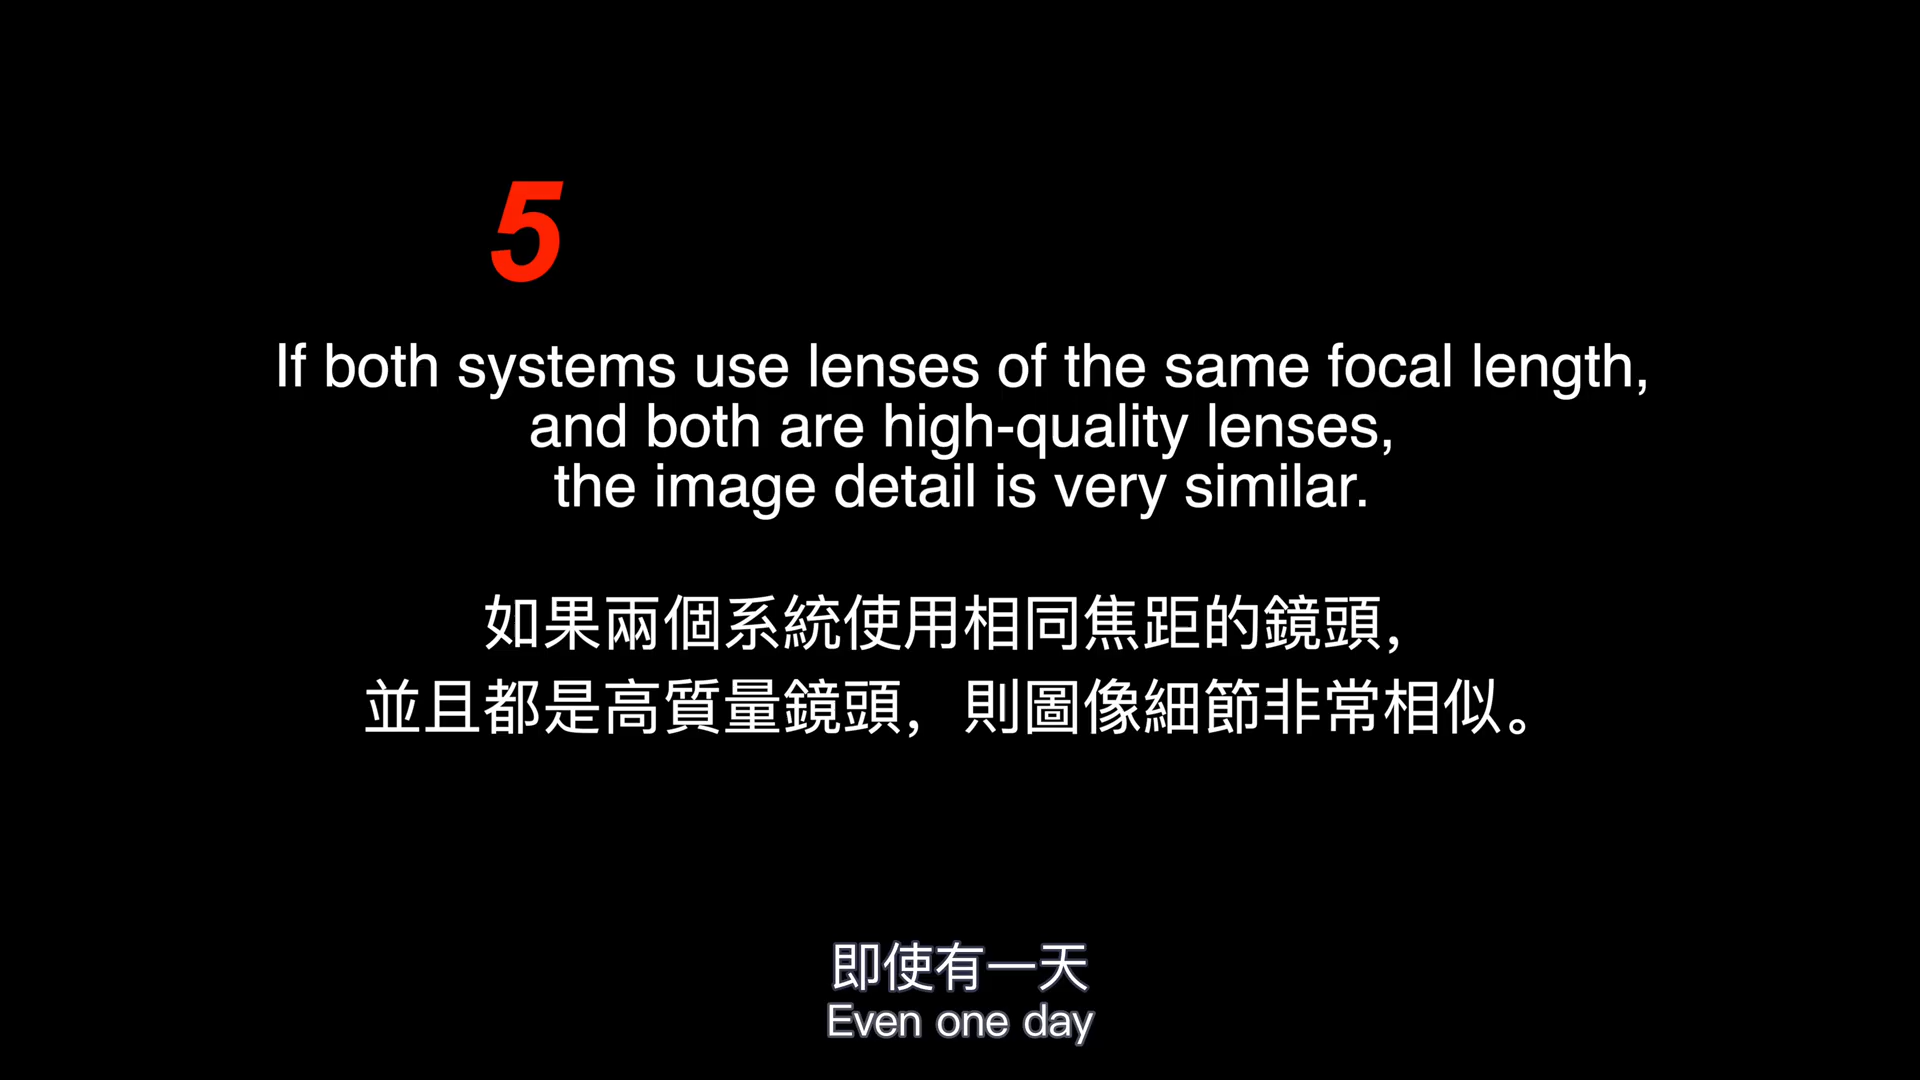 5
If both systems use lenses of the same focal length,
and both are high-quality lenses,
the image detail is very similar.
如果兩個系統使用相同焦距的鏡頭，
並且都是高質量鏡頭，則圖像細節非常相似。
即使有一天
Even one day